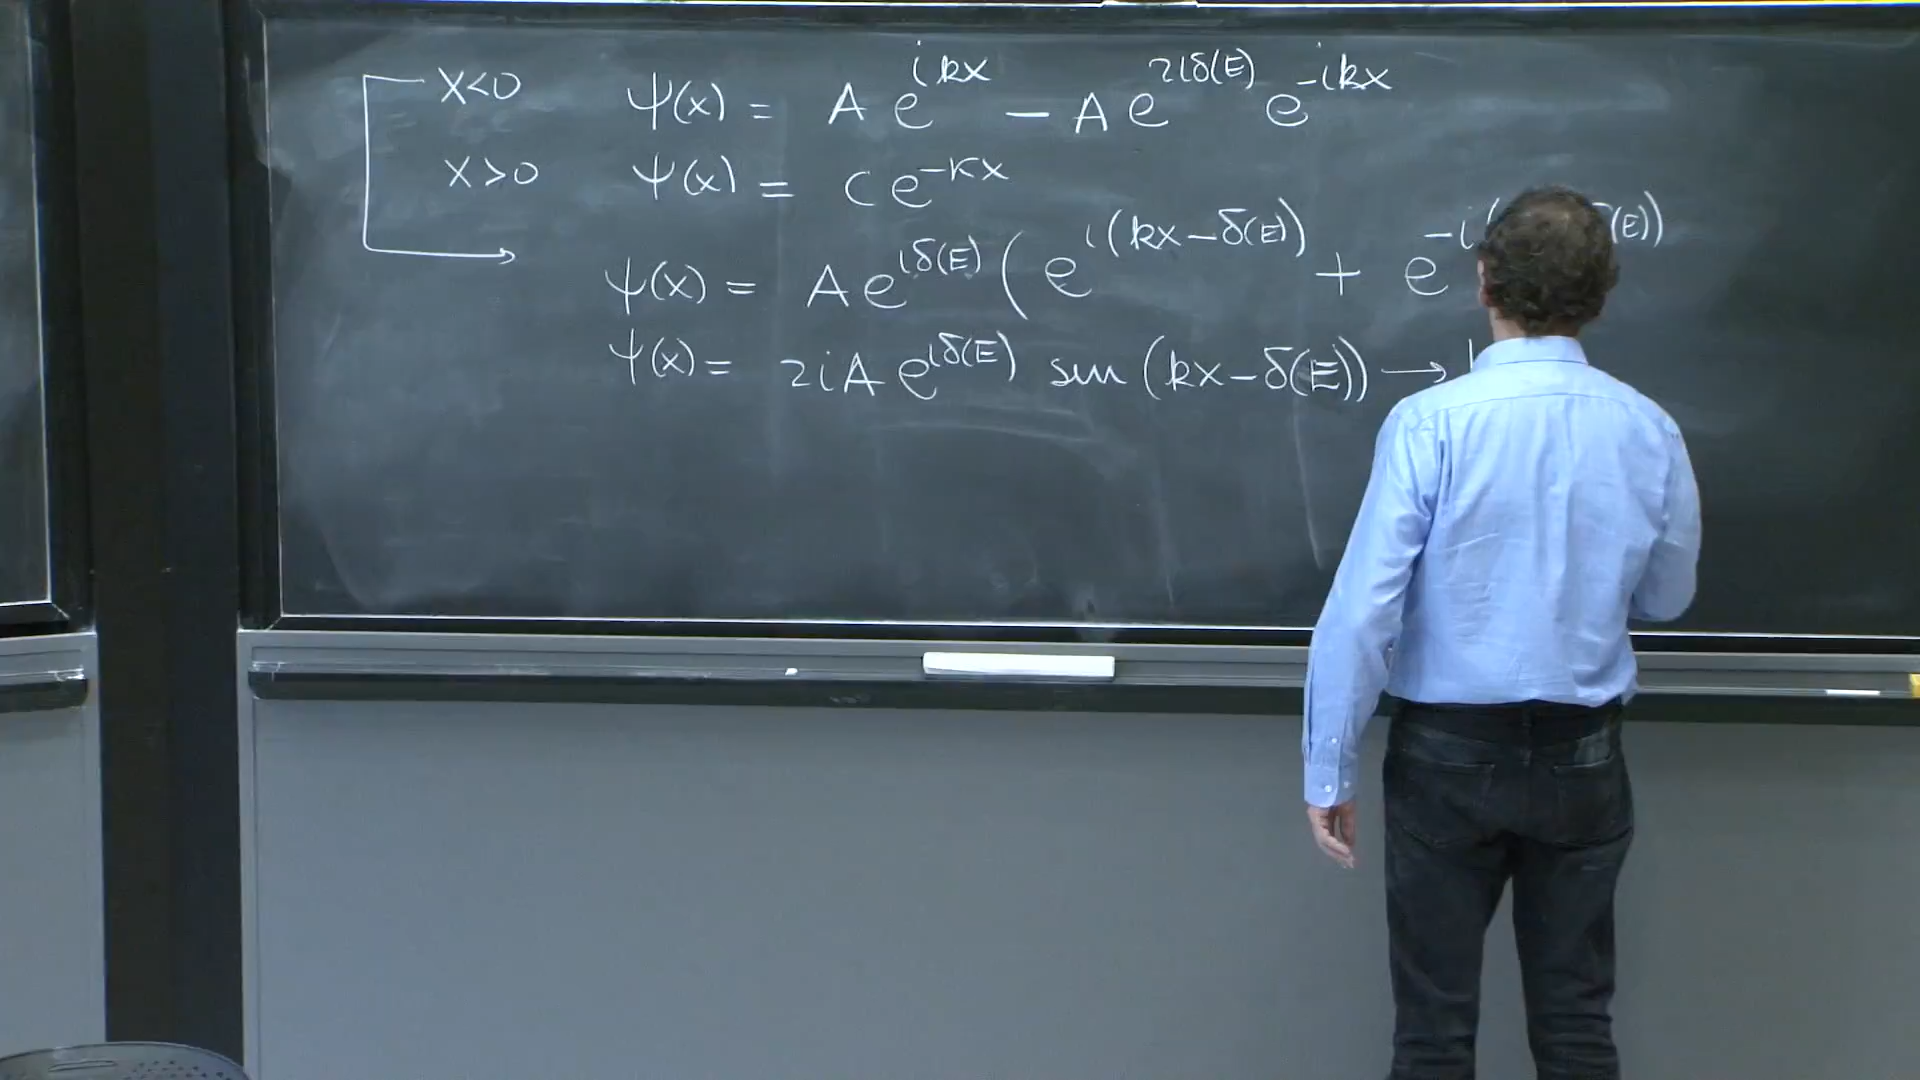 x<0 ψ(x) = A e^{ikx} − A e^{2iδ(E)} e^{-ikx}
x>0 ψ(x) = C e^{-κx}
ψ(x) = A e^{iδ(E)} ( e^{i(kx−δ(E))} + e^{-i( δ(E))}
ψ(x) = 2iA e^{iδ(E)} sin (kx−δ(E)) →